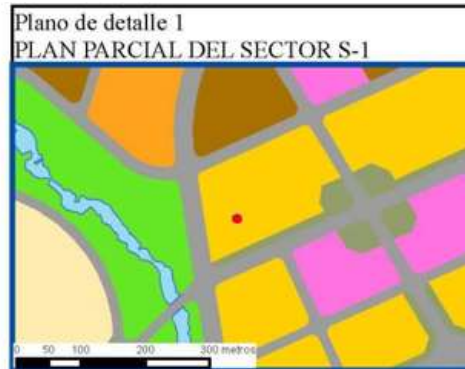 Plano de detalle 1
PLAN PARCIAL DEL SECTOR S-1
0 50 100 200 300 metros